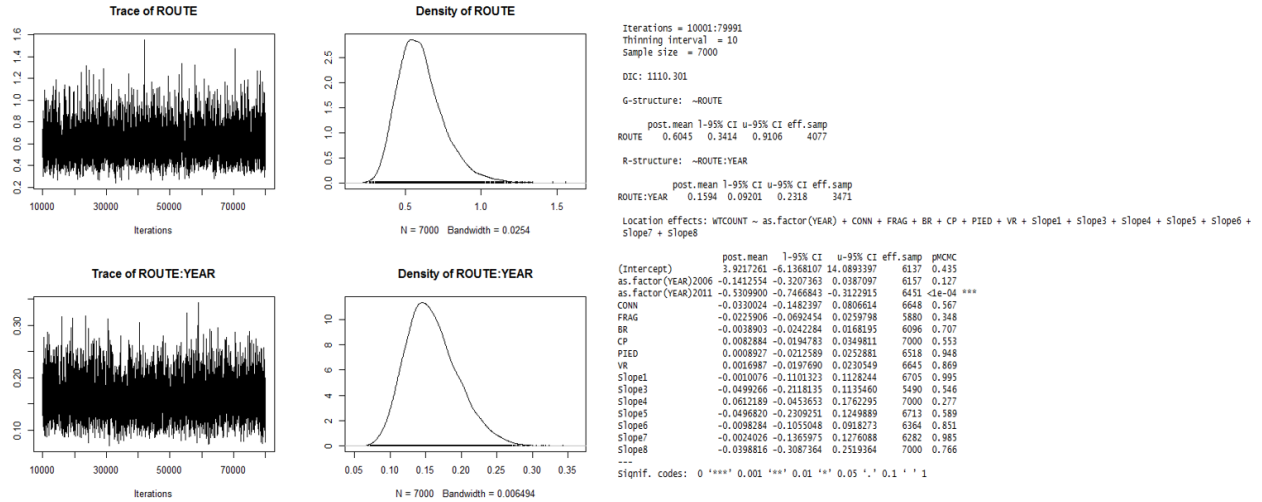 Trace of ROUTE
1.6
1.4
1.2
1.0
0.8
0.6
0.4
0.2
10000 30000 50000 70000
Iterations
Density of ROUTE
2.5
2.0
1.5
1.0
0.5
0.0
0.5 1.0 1.5
N = 7000 Bandwidth = 0.0254
Trace of ROUTE:YEAR
0.30
0.20
0.10
10000 30000 50000 70000
Iterations
Density of ROUTE:YEAR
10
8
6
4
2
0
0.05 0.10 0.15 0.20 0.25 0.30 0.35
N = 7000 Bandwidth = 0.006494
Iterations = 10001:79991
Thinning interval = 10
Sample size = 7000
DIC: 1110.301
G-structure: ~ROUTE
post.mean l-95% CI u-95% CI eff.samp
ROUTE 0.6045 0.3414 0.9106 4077
R-structure: ~ROUTE:YEAR
post.mean l-95% CI u-95% CI eff.samp
ROUTE:YEAR 0.1594 0.09201 0.2318 3471
Location effects: WTCOUNT ~ as.factor(YEAR) + CONN + FRAG + BR + CP + PIED + VR + Slope1 + Slope3 + Slope4 + Slope5 + Slope6 +
Slope7 + Slope8
post.mean l-95% CI u-95% CI eff.samp pMCMC
(Intercept) 3.9217261 -6.1368107 14.0893397 6137 0.435
as.factor(YEAR)2006 -0.1412554 -0.3207363 0.0387097 6157 0.127
as.factor(YEAR)2011 -0.5309900 -0.7466843 -0.3122915 6451 <1e-04 ***
CONN -0.0330024 -0.1482397 0.0806614 6648 0.567
FRAG -0.0225906 -0.0692454 0.0259798 5880 0.348
BR -0.0038903 -0.0242284 0.0168195 6096 0.707
CP 0.0082884 -0.0194783 0.0349811 7000 0.553
PIED 0.0008927 -0.0212589 0.0252881 6518 0.948
VR 0.0016987 -0.0197690 0.0230549 6645 0.869
Slope1 -0.0010076 -0.1101323 0.1128244 6705 0.995
Slope3 -0.0499266 -0.2118135 0.1135460 5490 0.546
Slope4 0.0612189 -0.0453653 0.1762295 7000 0.277
Slope5 -0.0496820 -0.2309251 0.1249889 6713 0.589
Slope6 -0.0098284 -0.1055048 0.0918273 6364 0.851
Slope7 -0.0024026 -0.1365975 0.1276088 6282 0.985
Slope8 -0.0398816 -0.3087364 0.2519364 7000 0.766
---
Signif. codes: 0 ‘***’ 0.001 ‘**’ 0.01 ‘*’ 0.05 ‘.’ 0.1 ‘ ’ 1